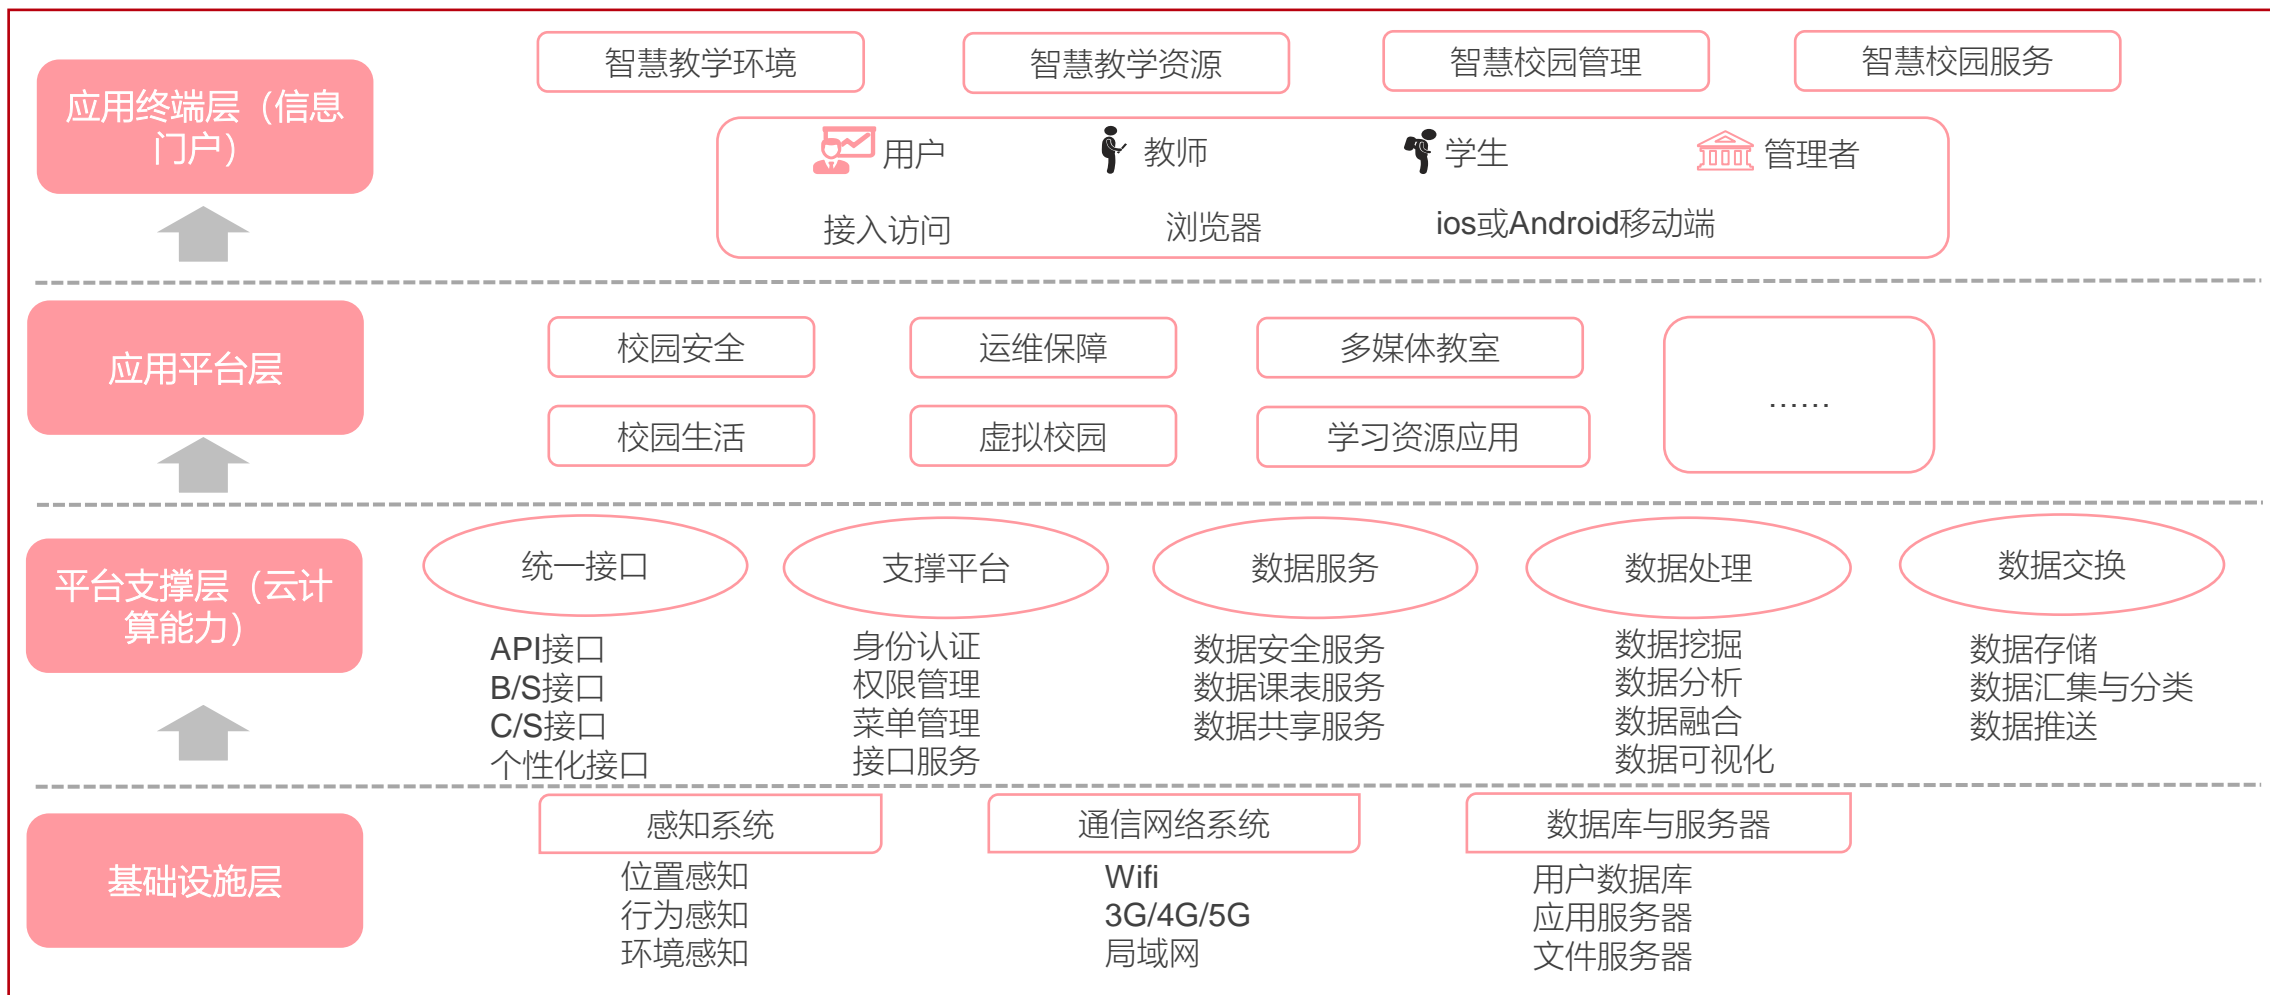 智慧教学环境
智慧教学资源
智慧校园管理
智慧校园服务
应用终端层（信息
门户）
用户
教师
学生
管理者
接入访问
浏览器
ios或Android移动端
应用平台层
校园安全
运维保障
多媒体教室
……
校园生活
虚拟校园
学习资源应用
平台支撑层（云计
算能力）
统一接口
API接口
B/S接口
C/S接口
个性化接口
支撑平台
身份认证
权限管理
菜单管理
接口服务
数据服务
数据安全服务
数据课表服务
数据共享服务
数据处理
数据挖掘
数据分析
数据融合
数据可视化
数据交换
数据存储
数据汇集与分类
数据推送
基础设施层
感知系统
位置感知
行为感知
环境感知
通信网络系统
Wifi
3G/4G/5G
局域网
数据库与服务器
用户数据库
应用服务器
文件服务器